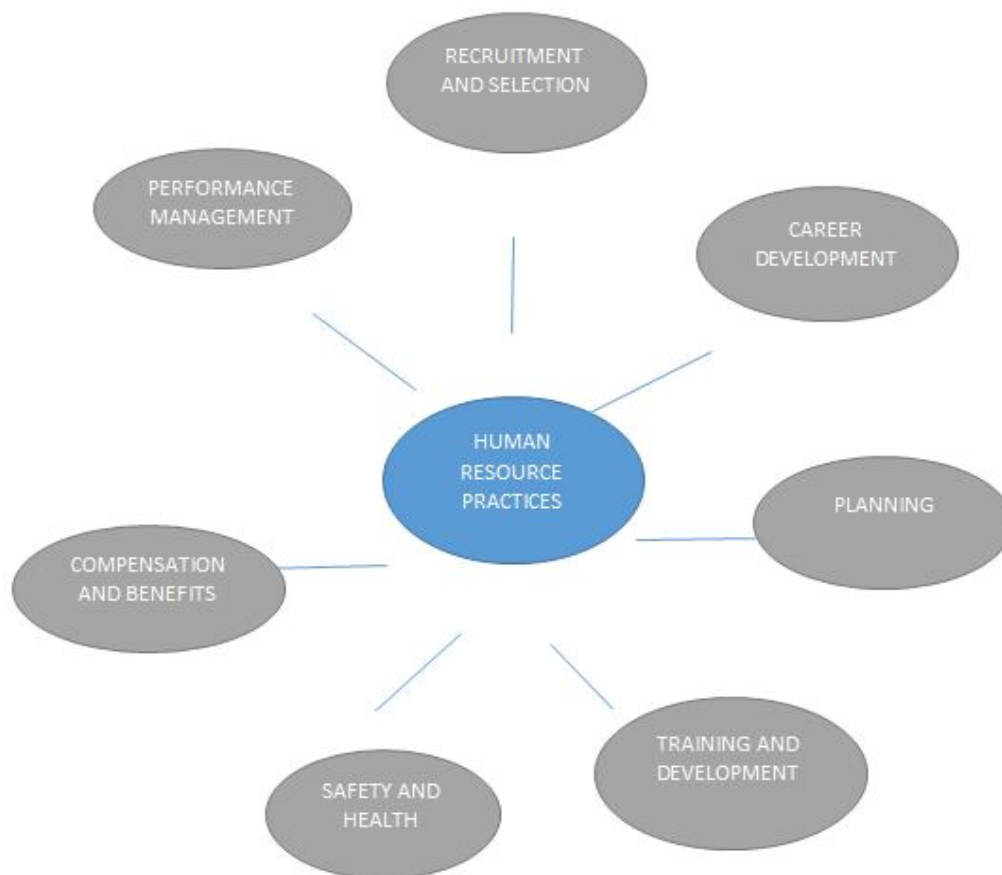 RECRUITMENT
AND SELECTION
PERFORMANCE
MANAGEMENT
CAREER
DEVELOPMENT
HUMAN
RESOURCE
PRACTICES
PLANNING
COMPENSATION
AND BENEFITS
TRAINING AND
DEVELOPMENT
SAFETY AND
HEALTH